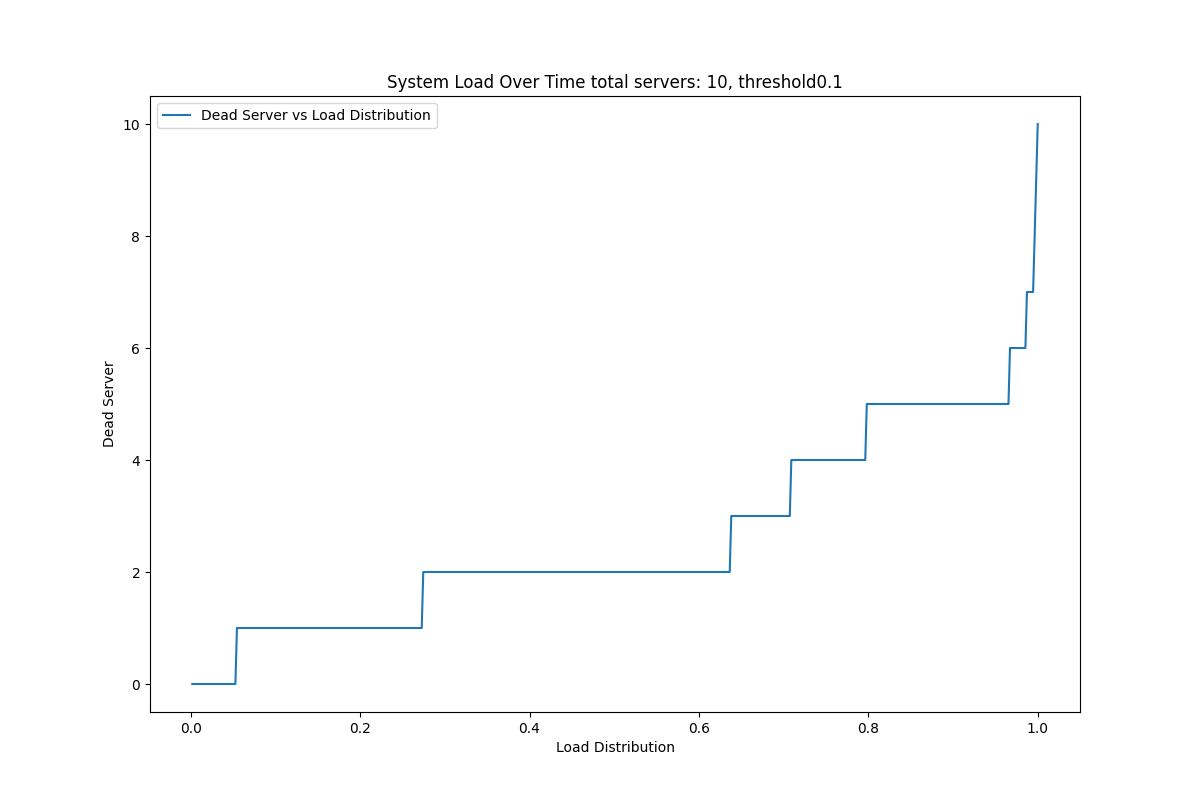 System Load Over Time total servers: 10, threshold0.1
Dead Server vs Load Distribution
10
8
6
4
2
0
Dead Server
0.0 0.2 0.4 0.6 0.8 1.0
Load Distribution